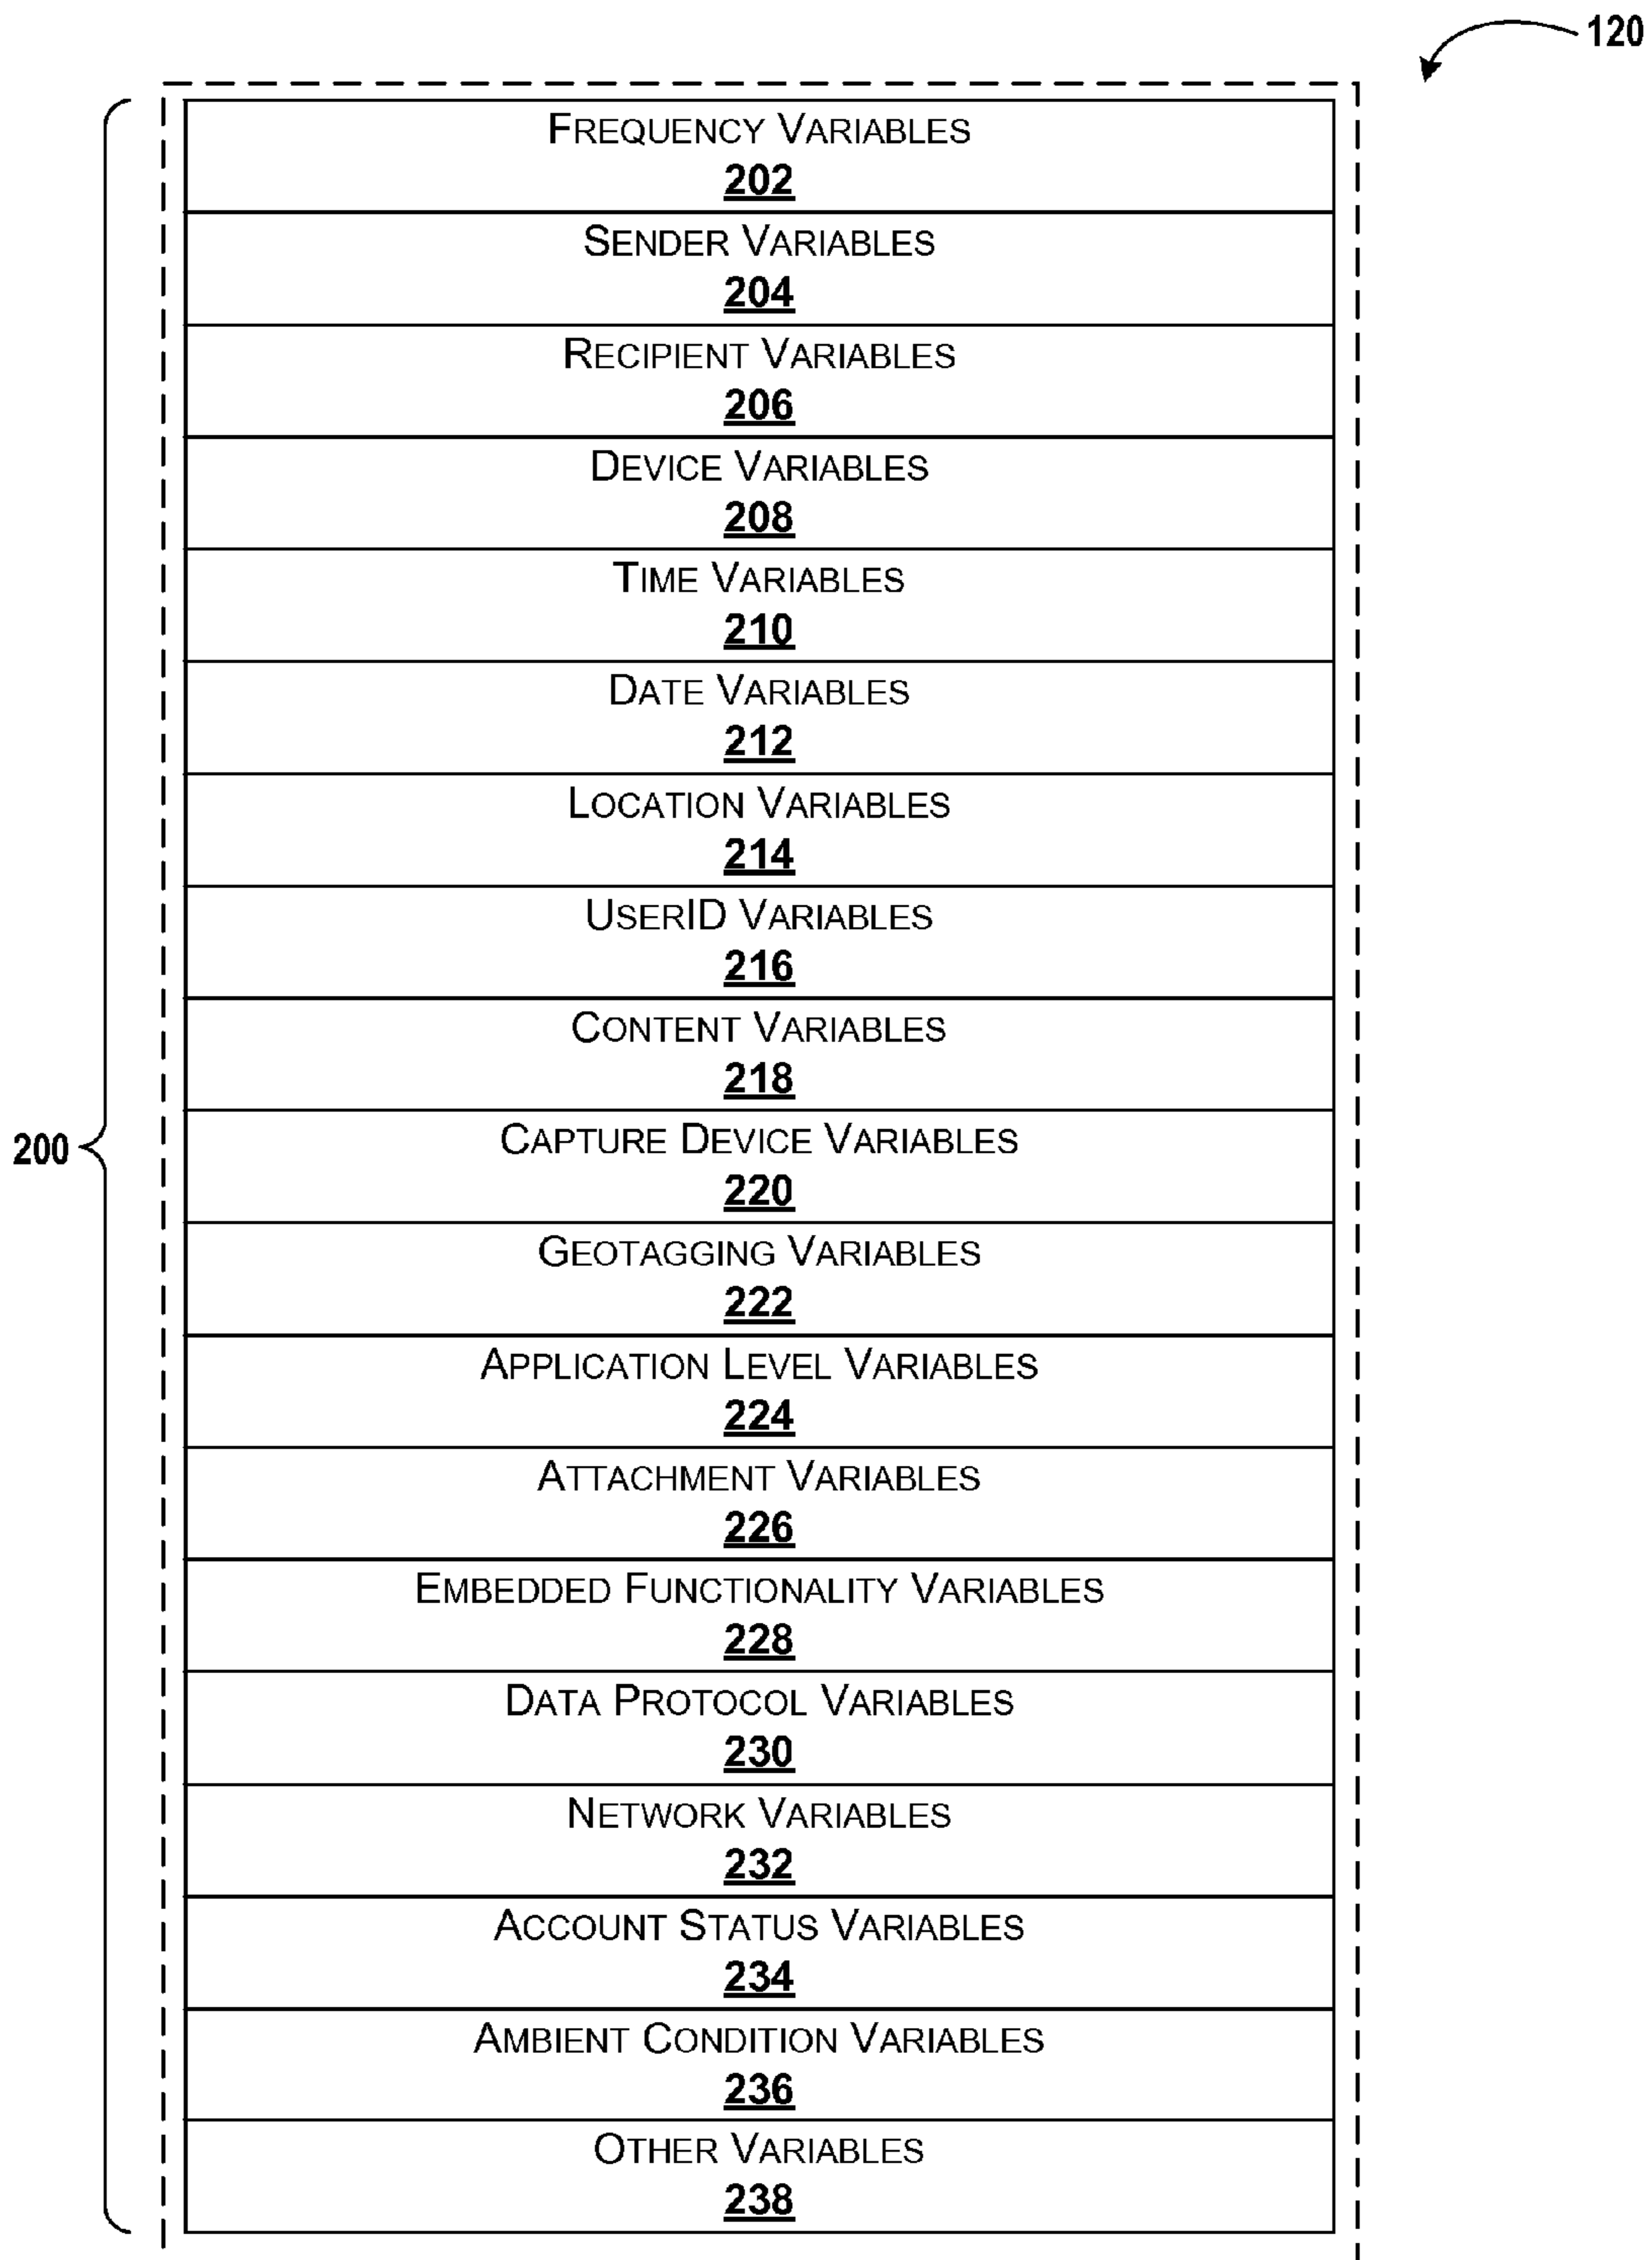 120
FREQUENCY VARIABLES
202
SENDER VARIABLES
204
RECIPIENT VARIABLES
206
DEVICE VARIABLES
208
TIME VARIABLES
210
DATE VARIABLES
212
LOCATION VARIABLES
214
USERID VARIABLES
216
CONTENT VARIABLES
218
200
CAPTURE DEVICE VARIABLES
220
GEOTAGGING VARIABLES
222
APPLICATION LEVEL VARIABLES
224
ATTACHMENT VARIABLES
226
EMBEDDED FUNCTIONALITY VARIABLES
228
DATA PROTOCOL VARIABLES
230
NETWORK VARIABLES
232
ACCOUNT STATUS VARIABLES
234
AMBIENT CONDITION VARIABLES
236
OTHER VARIABLES
238